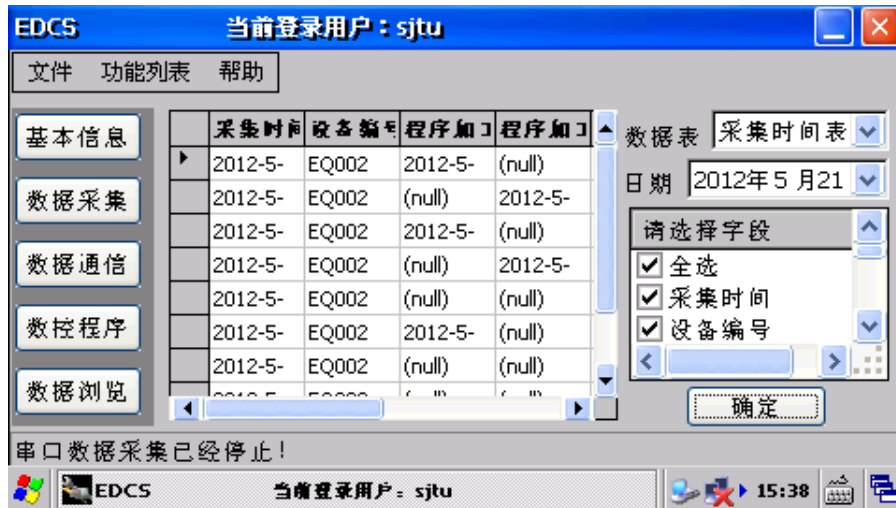 EDCS 当前登录用户：sjtu
文件 功能列表 帮助
基本信息
数据采集
数据通信
数控程序
数据浏览
采集时间 设备编号 程序加工 程序加工
2012-5- EQ002 2012-5- (null)
2012-5- EQ002 (null) 2012-5-
2012-5- EQ002 2012-5- (null)
2012-5- EQ002 (null) 2012-5-
2012-5- EQ002 (null) (null)
2012-5- EQ002 2012-5- (null)
2012-5- EQ002 (null) (null)
数据表 采集时间表
日期 2012年5月21
请选择字段
全选
采集时间
设备编号
确定
串口数据采集已经停止！
EDCS 当前登录用户：sjtu 15:38